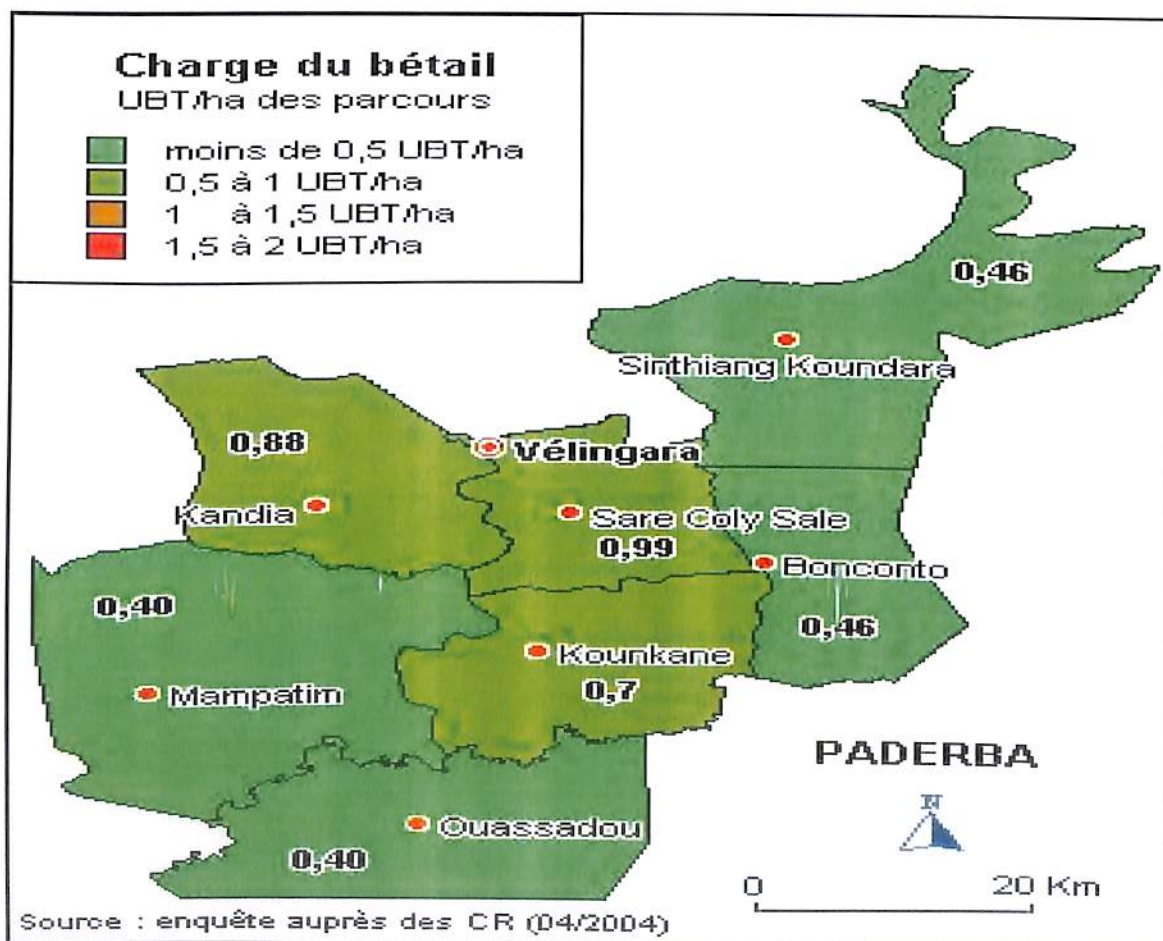 Charge du bétail
UBT/ha des parcours
moins de 0,5 UBT/ha
0,5 à 1 UBT/ha
1 à 1,5 UBT/ha
1,5 à 2 UBT/ha
0,46
Sinthiang Koundara
0,88
Vélingara
Kandia
Sare Coly Sale
0,99
Bonconto
0,40
0,46
Kounkane
0,7
Mampatim
PADERBA
N
Ouassadou
0,40
0 20 Km
Source : enquête auprès des CR (04/2004)